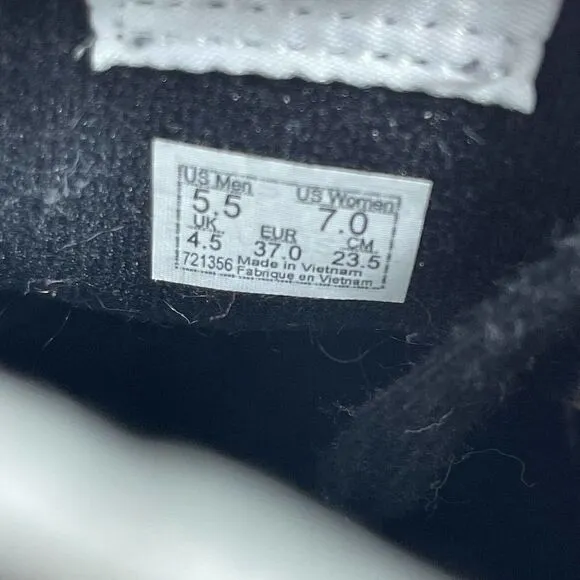 US Men US Women
5.5 7.0
UK EUR CM
4.5 37.0 23.5
721356 Made in Vietnam
Fabrique en Vietnam